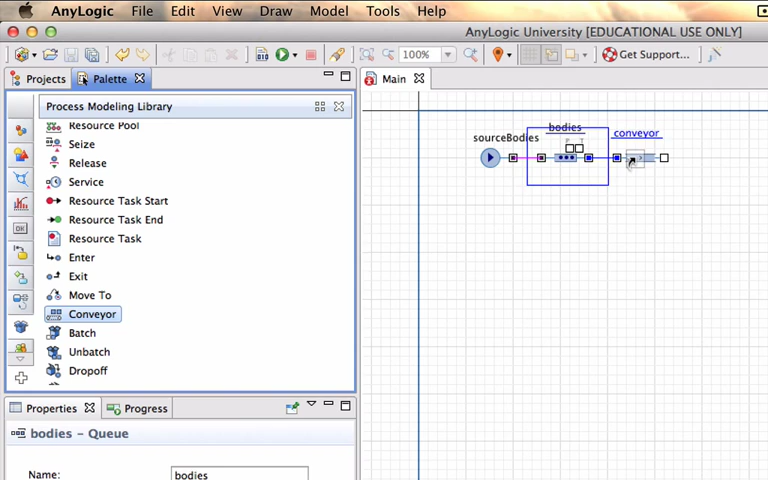 AnyLogic File Edit View Draw Model Tools Help
AnyLogic University [EDUCATIONAL USE ONLY]
100% Get Support...
Projects Palette Main
Process Modeling Library
Resource Pool
Seize
Release
Service
Resource Task Start
Resource Task End
Resource Task
Enter
Exit
Move To
Conveyor
Batch
Unbatch
Dropoff
sourceBodies bodies conveyor
Properties Progress
bodies - Queue
Name: bodies